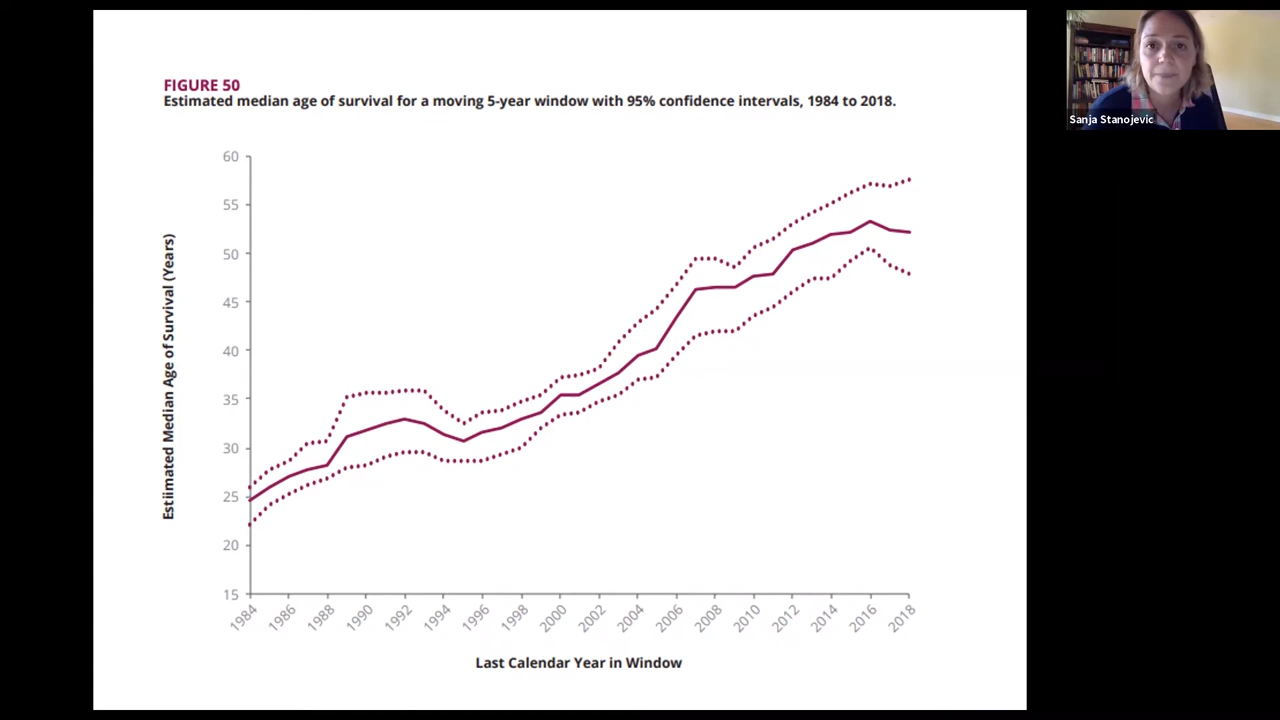 FIGURE 50
Estimated median age of survival for a moving 5-year window with 95% confidence intervals, 1984 to 2018.
Sanja Stanojevic
60
55
50
45
40
35
30
25
20
15
Estiimated Median Age of Survival (Years)
1984 1986 1988 1990 1992 1994 1996 1998 2000 2002 2004 2006 2008 2010 2012 2014 2016 2018
Last Calendar Year in Window